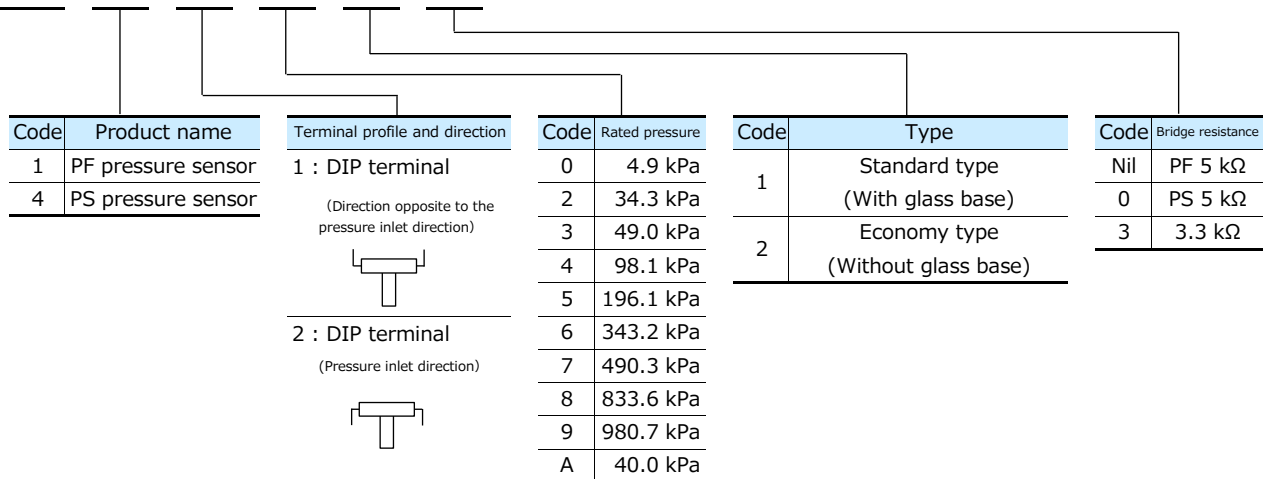 Code Product name
1 PF pressure sensor
4 PS pressure sensor
Terminal profile and direction
1 : DIP terminal
(Direction opposite to the
pressure inlet direction)
2 : DIP terminal
(Pressure inlet direction)
Code Rated pressure
0 4.9 kPa
2 34.3 kPa
3 49.0 kPa
4 98.1 kPa
5 196.1 kPa
6 343.2 kPa
7 490.3 kPa
8 833.6 kPa
9 980.7 kPa
A 40.0 kPa
Code Type
1 Standard type
(With glass base)
2 Economy type
(Without glass base)
Code Bridge resistance
Nil PF 5 kΩ
0 PS 5 kΩ
3 3.3 kΩ